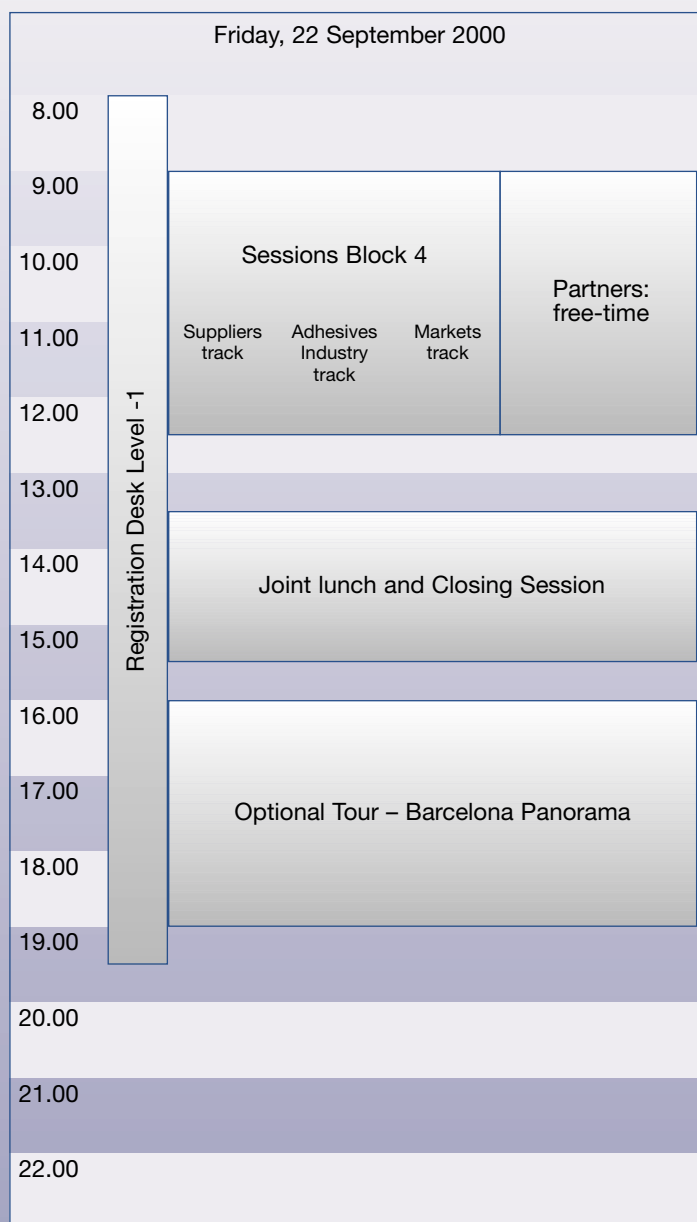 Friday, 22 September 2000
8.00
9.00
10.00
11.00
12.00
13.00
14.00
15.00
16.00
17.00
18.00
19.00
20.00
21.00
22.00
Registration Desk Level -1
Sessions Block 4
Suppliers
track
Adhesives
Industry
track
Markets
track
Partners:
free-time
Joint lunch and Closing Session
Optional Tour – Barcelona Panorama